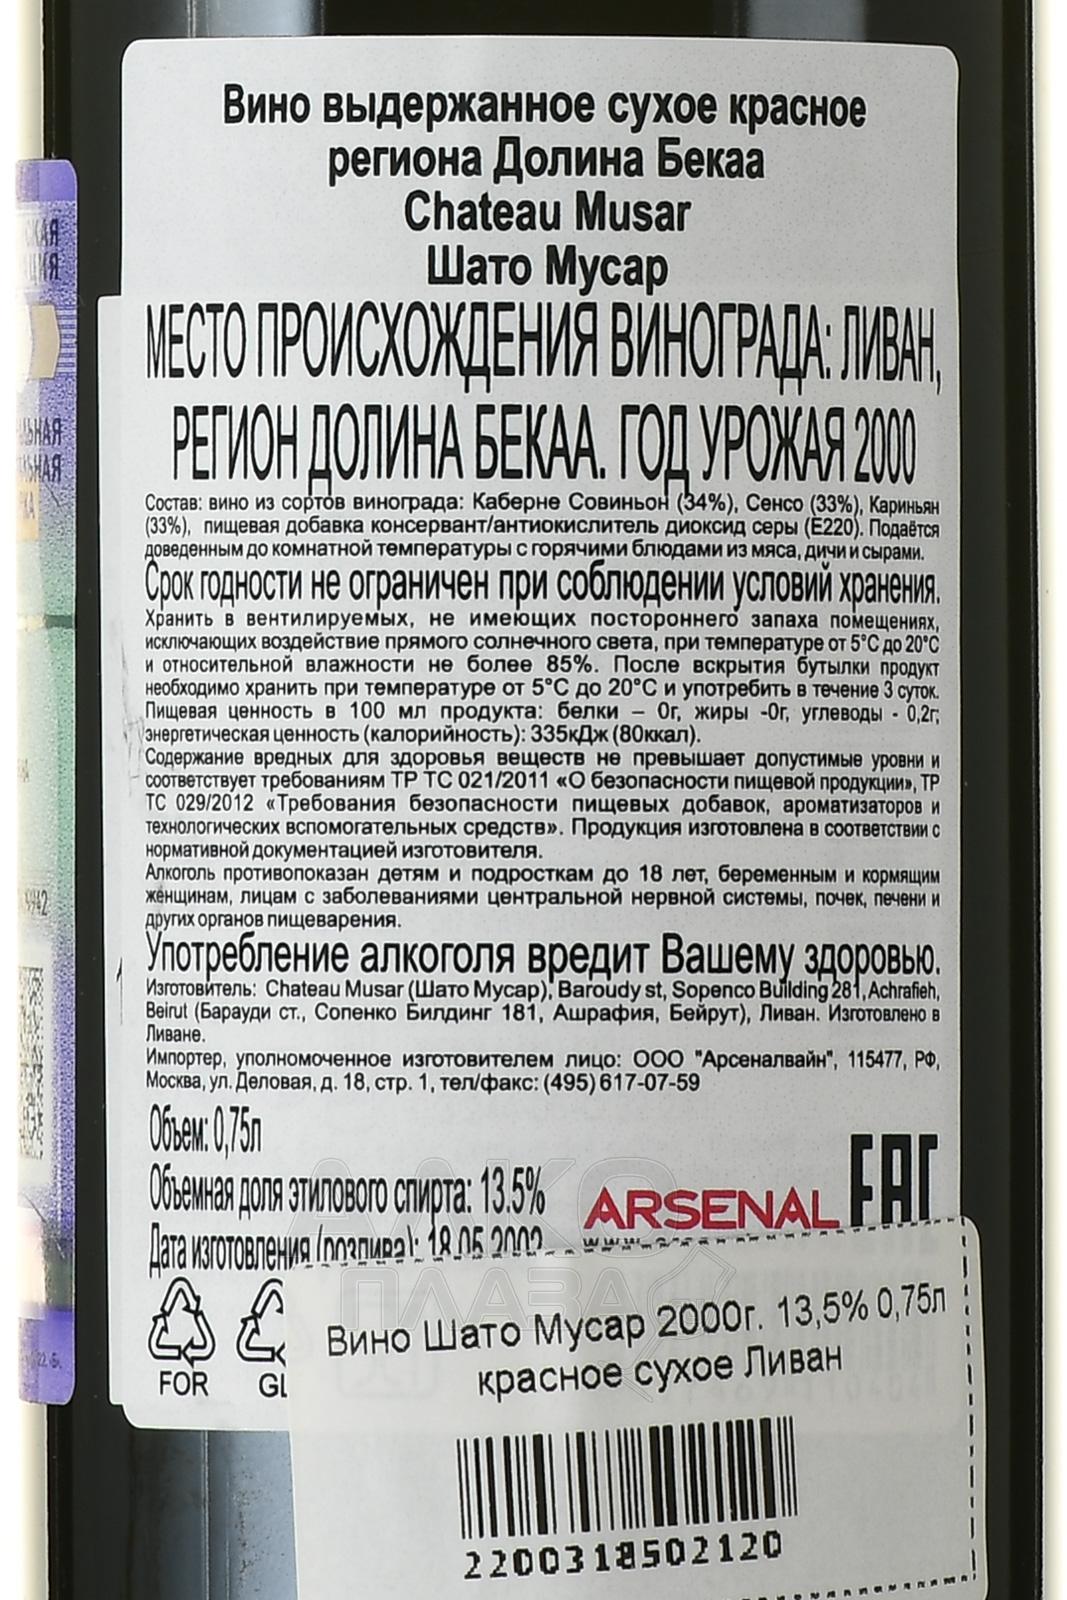 Вино выдержанное сухое красное
региона Долина Бекаа
Chateau Musar
Шато Мусар
МЕСТО ПРОИСХОЖДЕНИЯ ВИНОГРАДА: ЛИВАН,
РЕГИОН ДОЛИНА БЕКАА. ГОД УРОЖАЯ 2000
Состав: вино из сортов винограда: Каберне Совиньон (34%), Сенсо (33%), Кариньян
(33%), пищевая добавка консервант/антиокислитель диоксид серы (Е220). Подаётся
доведенным до комнатной температуры с горячими блюдами из мяса, дичи и сырами.
Срок годности не ограничен при соблюдении условий хранения.
Хранить в вентилируемых, не имеющих постороннего запаха помещениях,
исключающих воздействие прямого солнечного света, при температуре от 5°С до 20°С
и относительной влажности не более 85%. После вскрытия бутылки продукт
необходимо хранить при температуре от 5°С до 20°С и употребить в течение 3 суток.
Пищевая ценность в 100 мл продукта: белки – 0г, жиры -0г, углеводы - 0,2г;
энергетическая ценность (калорийность): 335кДж (80ккал).
Содержание вредных для здоровья веществ не превышает допустимые уровни и
соответствует требованиям ТР ТС 021/2011 «О безопасности пищевой продукции», ТР
ТС 029/2012 «Требования безопасности пищевых добавок, ароматизаторов и
технологических вспомогательных средств». Продукция изготовлена в соответствии с
нормативной документацией изготовителя.
Алкоголь противопоказан детям и подросткам до 18 лет, беременным и кормящим
женщинам, лицам с заболеваниями центральной нервной системы, почек, печени и
других органов пищеварения.
Употребление алкоголя вредит Вашему здоровью.
Изготовитель: Chateau Musar (Шато Мусар), Baroudy st, Sopenco Building 281, Achrafieh,
Beirut (Барауди ст., Сопенко Билдинг 181, Ашрафия, Бейрут), Ливан. Изготовлено в
Ливане.
Импортер, уполномоченное изготовителем лицо: ООО "Арсеналвайн", 115477, РФ,
Москва, ул. Деловая, д. 18, стр. 1, тел/факс: (495) 617-07-59
Объем: 0,75л
Объемная доля этилового спирта: 13.5%
ARSENAL
EAC
Дата изготовления (розлива): 18.05.2002
FOR
GL
АЛКО
ПЛАЗА
Вино Шато Мусар 2000г. 13,5% 0,75л
красное сухое Ливан
2200318502120